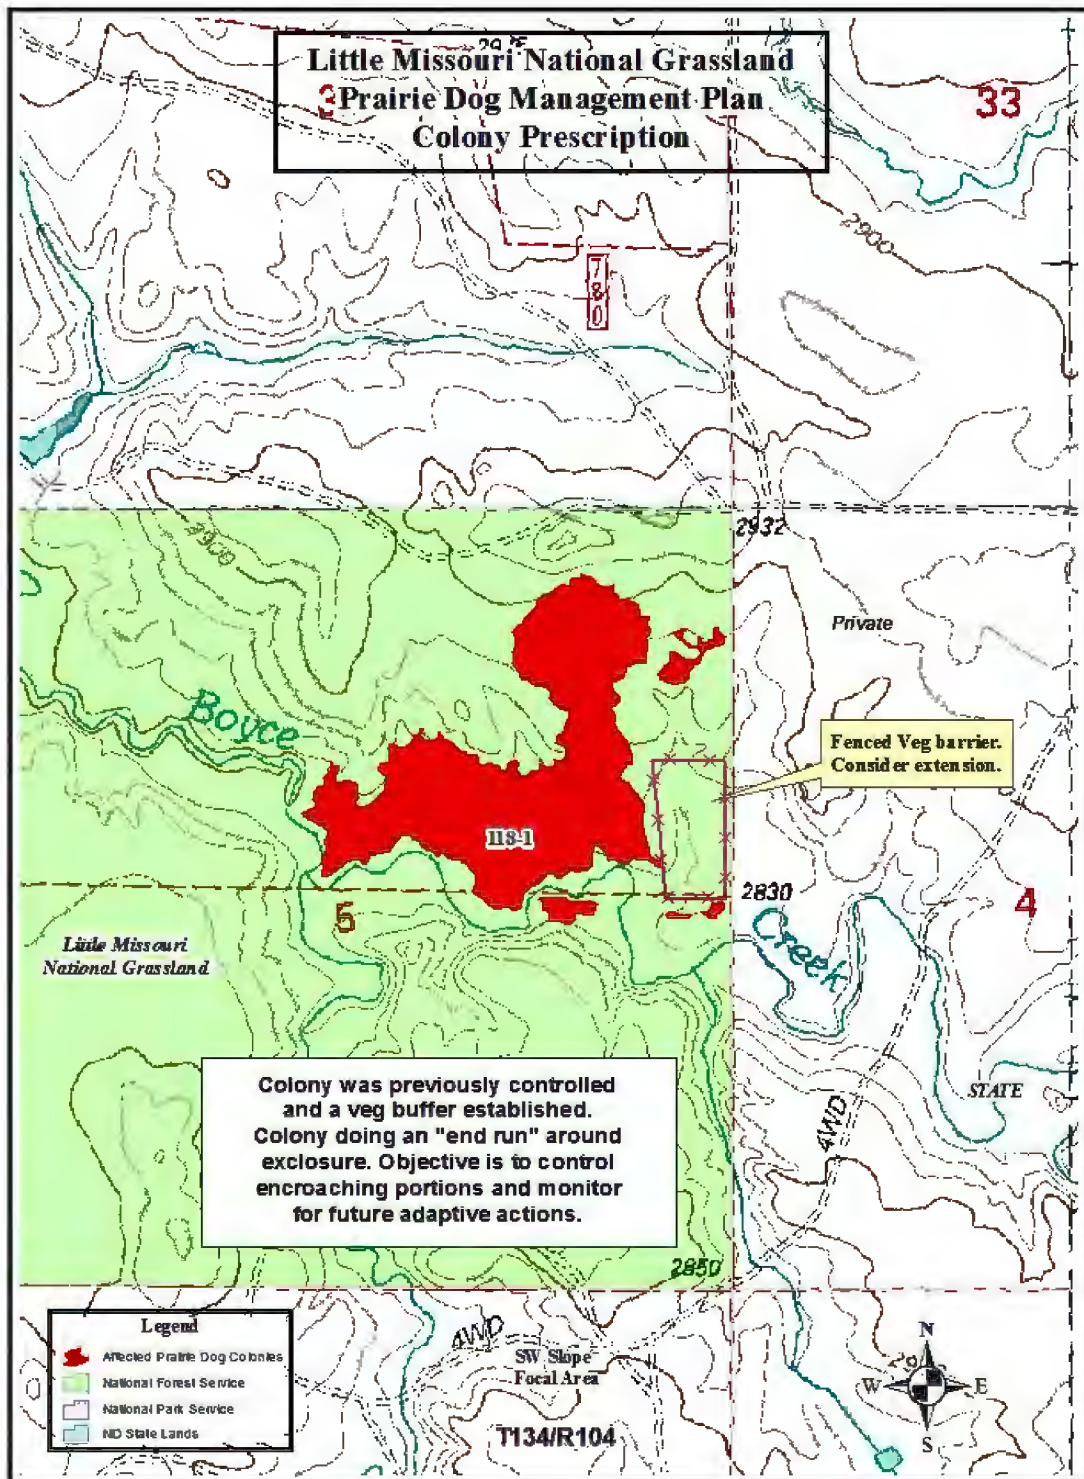 Little Missouri National Grassland
Prairie Dog Management Plan
Colony Prescription
33
2900
780
2932
Private
Boyce
Fenced Veg barrier.
Consider extension.
118-1
2830
5
4
Little Missouri
National Grassland
Creek
Colony was previously controlled
and a veg buffer established.
Colony doing an "end run" around
exclosure. Objective is to control
encroaching portions and monitor
for future adaptive actions.
STATE
4WD
2850
Legend
Affected Prairie Dog Colonies
National Forest Service
National Park Service
ND State Lands
4WD
SW Slope
Focal Area
T134/R104
N
W
E
S